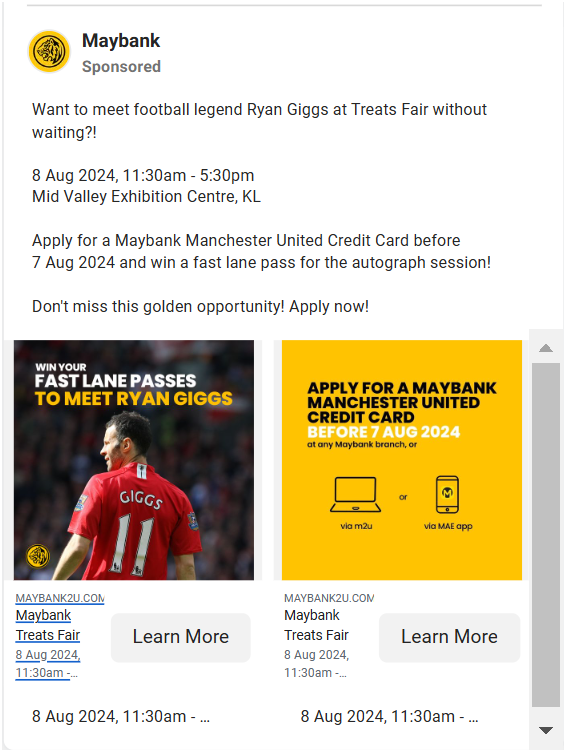 Maybank
Sponsored
Want to meet football legend Ryan Giggs at Treats Fair without
waiting?!
8 Aug 2024, 11:30am - 5:30pm
Mid Valley Exhibition Centre, KL
Apply for a Maybank Manchester United Credit Card before
7 Aug 2024 and win a fast lane pass for the autograph session!
Don't miss this golden opportunity! Apply now!
WIN YOUR
FAST LANE PASSES
TO MEET RYAN GIGGS
GIGGS
11
APPLY FOR A MAYBANK
MANCHESTER UNITED
CREDIT CARD
BEFORE 7 AUG 2024
at any Maybank branch, or
or
via m2u
via MAE app
MAYBANK2U.COM
Maybank
Treats Fair
8 Aug 2024,
11:30am -...
Learn More
8 Aug 2024, 11:30am - ...
MAYBANK2U.COM
Maybank
Treats Fair
8 Aug 2024,
11:30am -...
Learn More
8 Aug 2024, 11:30am - ...